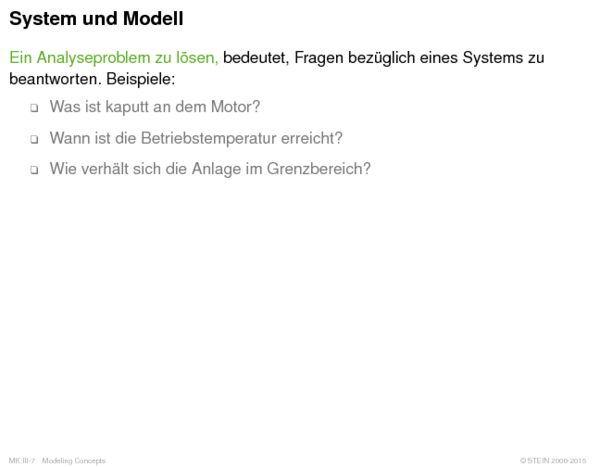 System und Modell
Ein Analyseproblem zu lösen, bedeutet, Fragen bezüglich eines Systems zu
beantworten. Beispiele:
❑ Was ist kaputt an dem Motor?
❑ Wann ist die Betriebstemperatur erreicht?
❑ Wie verhält sich die Anlage im Grenzbereich?
MK:III-7 Modeling Concepts © STEIN 2000-2015